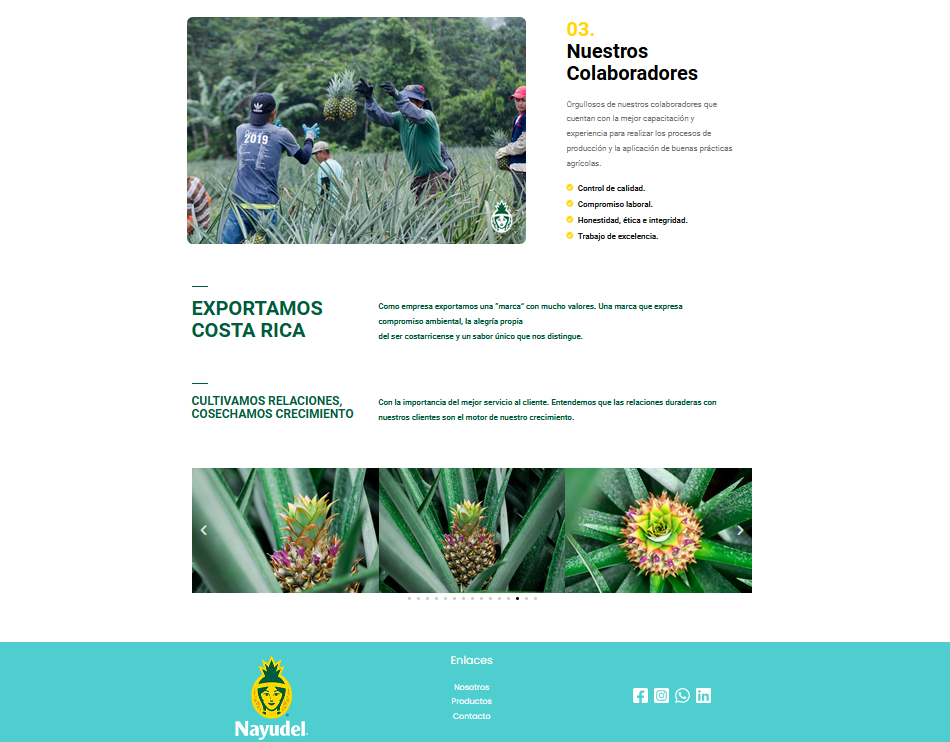 03.
Nuestros
Colaboradores
Orgullosos de nuestros colaboradores que
cuentan con la mejor capacitación y
experiencia para realizar los procesos de
producción y la aplicación de buenas prácticas
agrícolas.
Control de calidad.
Compromiso laboral.
Honestidad, ética e integridad.
Trabajo de excelencia.
2019
EXPORTAMOS
COSTA RICA
Como empresa exportamos una “marca” con mucho valores. Una marca que expresa
compromiso ambiental, la alegría propia
del ser costarricense y un sabor único que nos distingue.
CULTIVAMOS RELACIONES,
COSECHAMOS CRECIMIENTO
Con la importancia del mejor servicio al cliente. Entendemos que las relaciones duraderas con
nuestros clientes son el motor de nuestro crecimiento.
Nayudel
Enlaces
Nosotros
Productos
Contacto